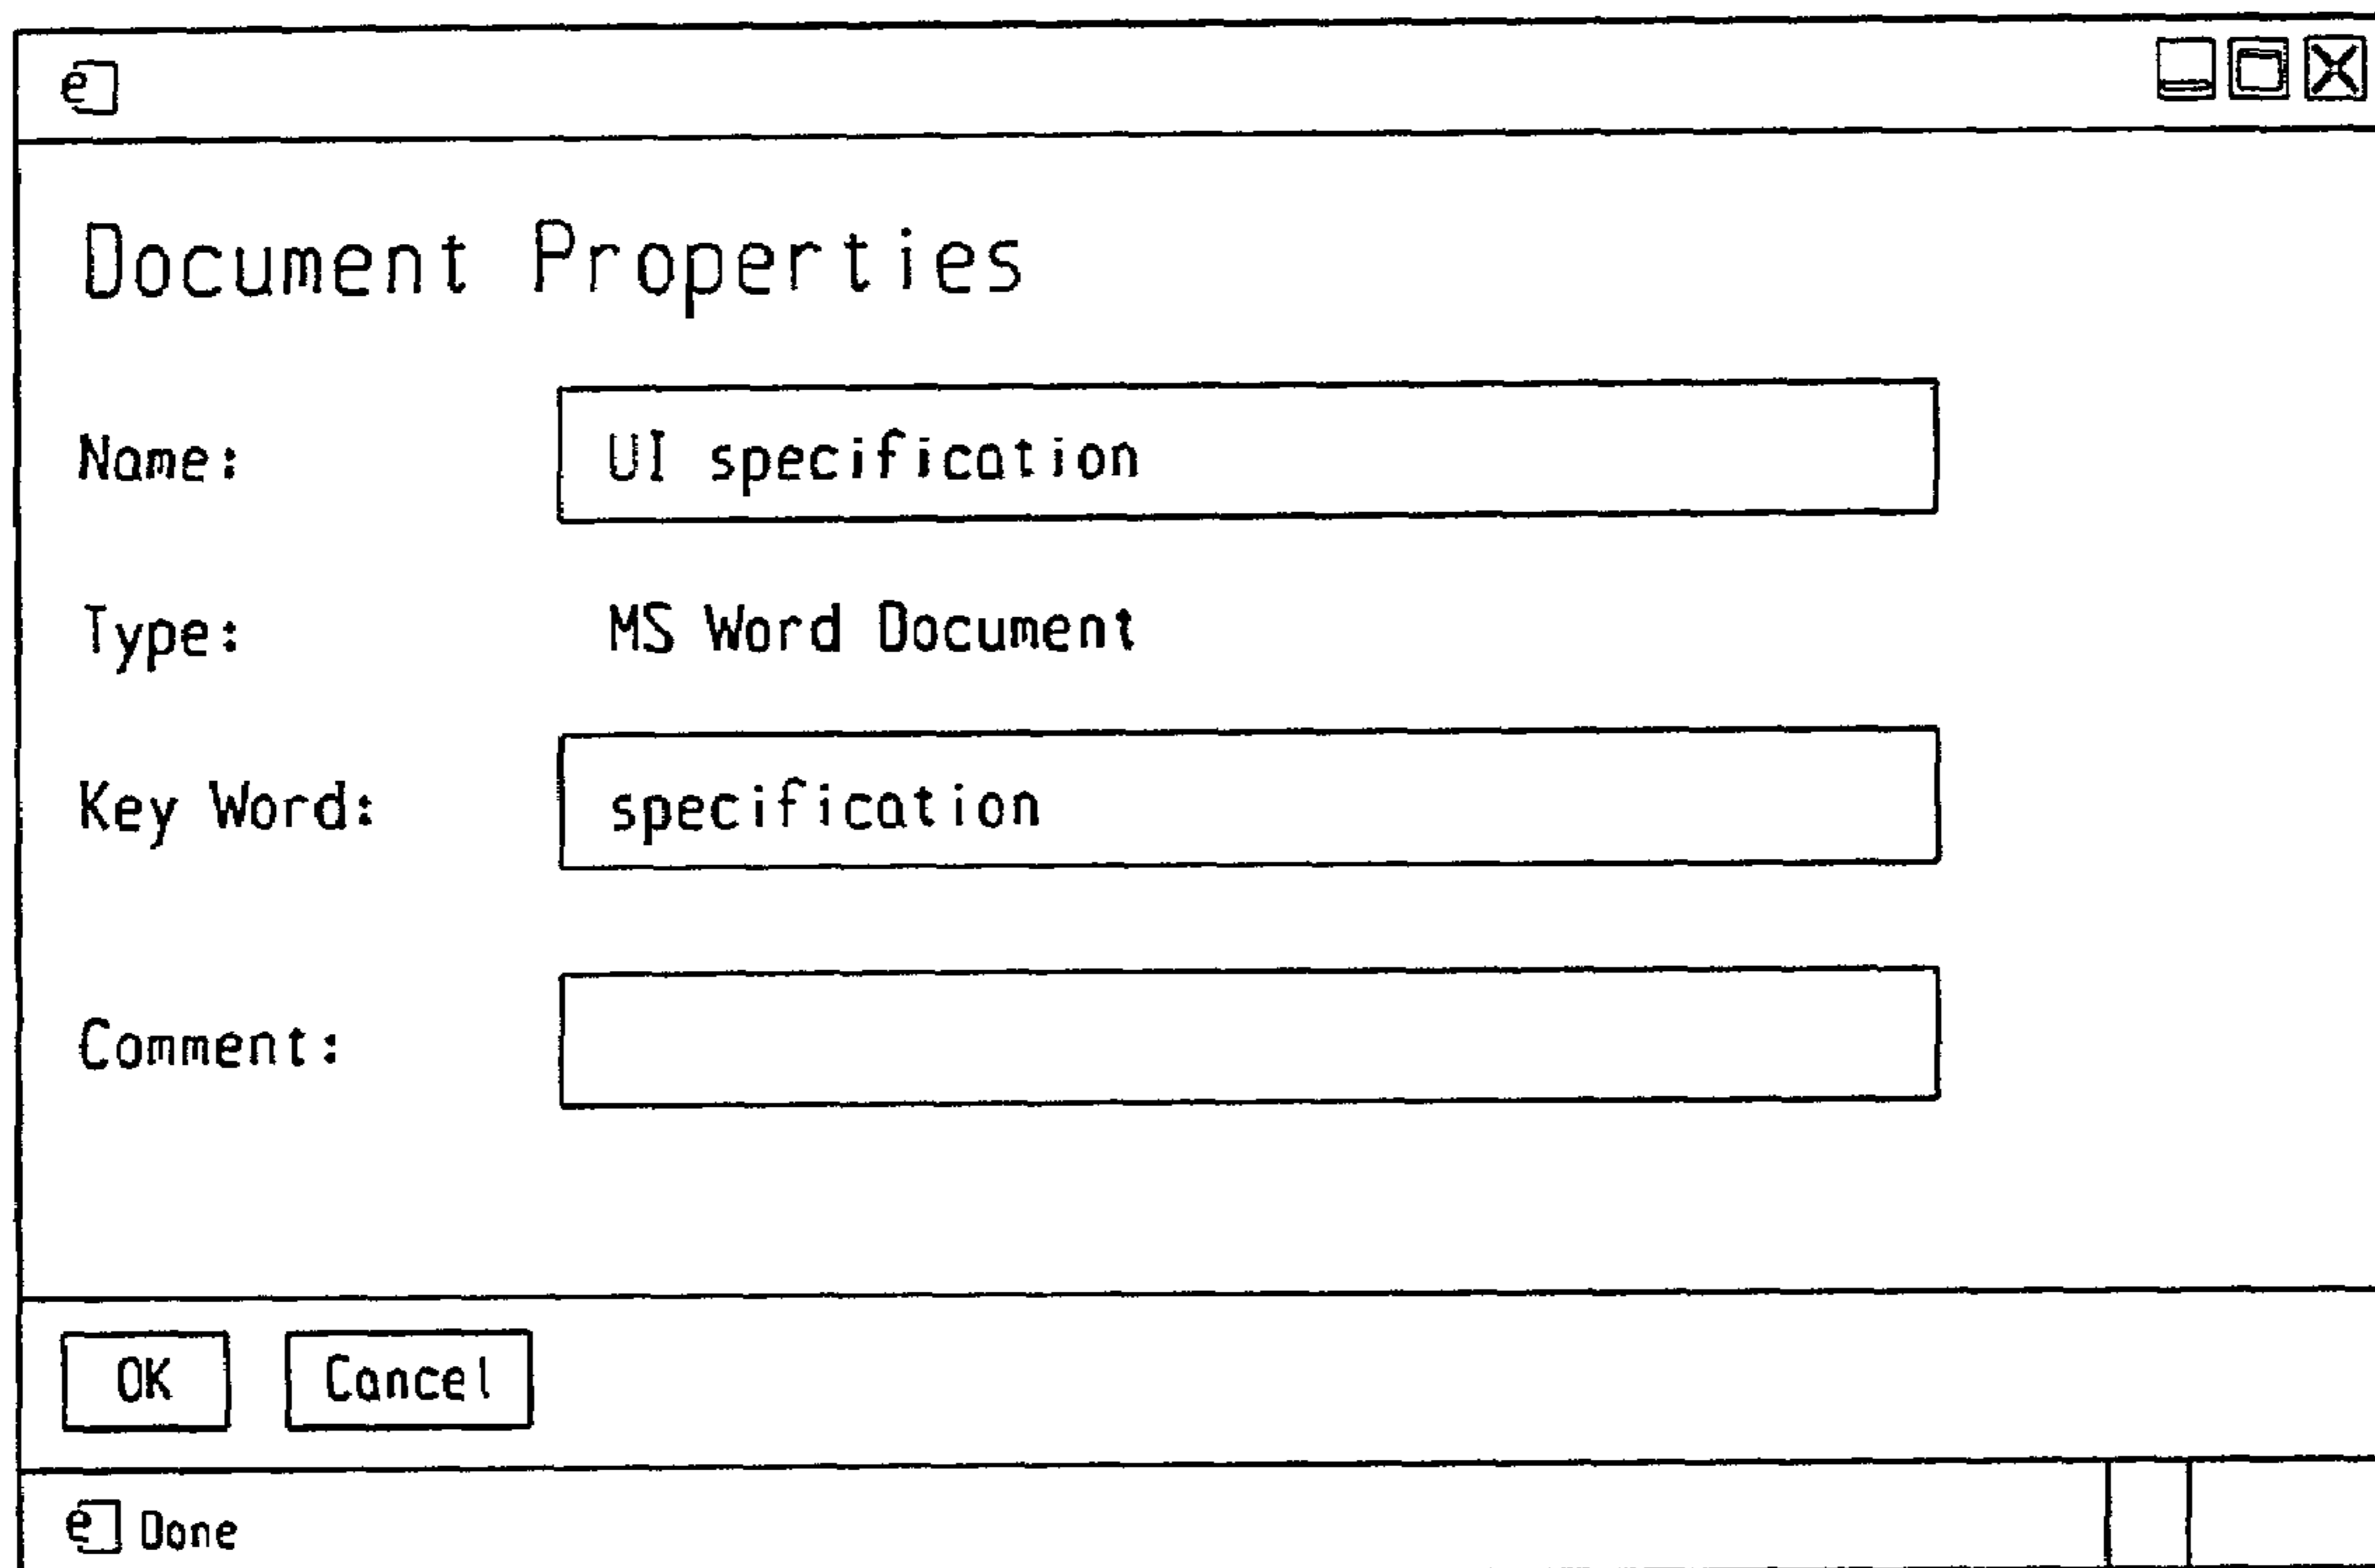 e
Document Properties
Name: UI specification
Type: MS Word Document
Key Word: specification
Comment:
OK Cancel
e Done